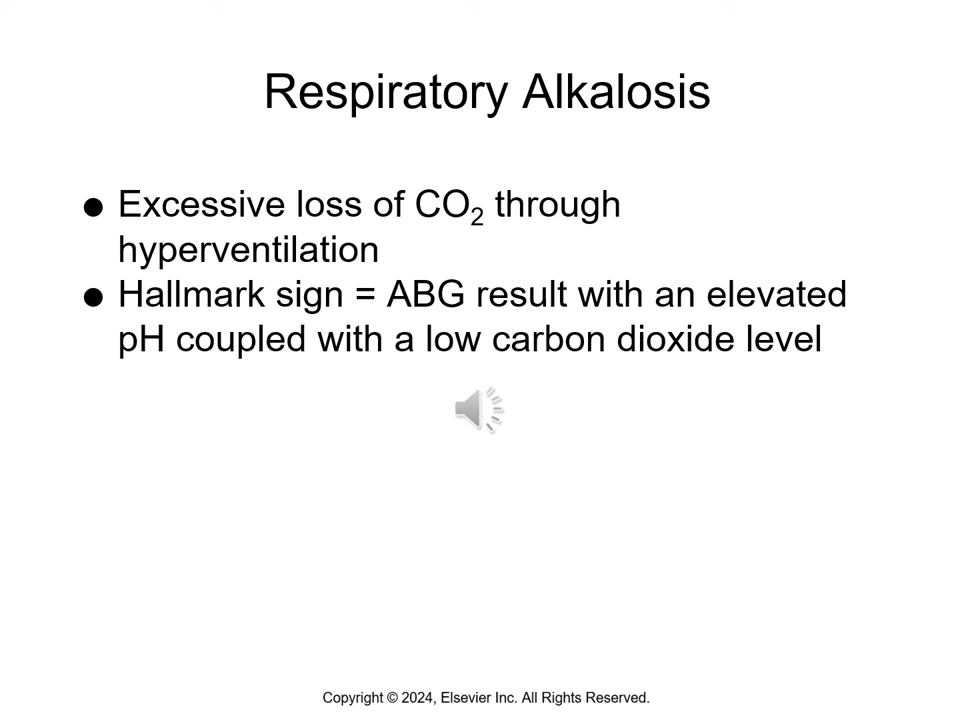 Respiratory Alkalosis
● Excessive loss of CO₂ through
hyperventilation
● Hallmark sign = ABG result with an elevated
pH coupled with a low carbon dioxide level
Copyright © 2024, Elsevier Inc. All Rights Reserved.